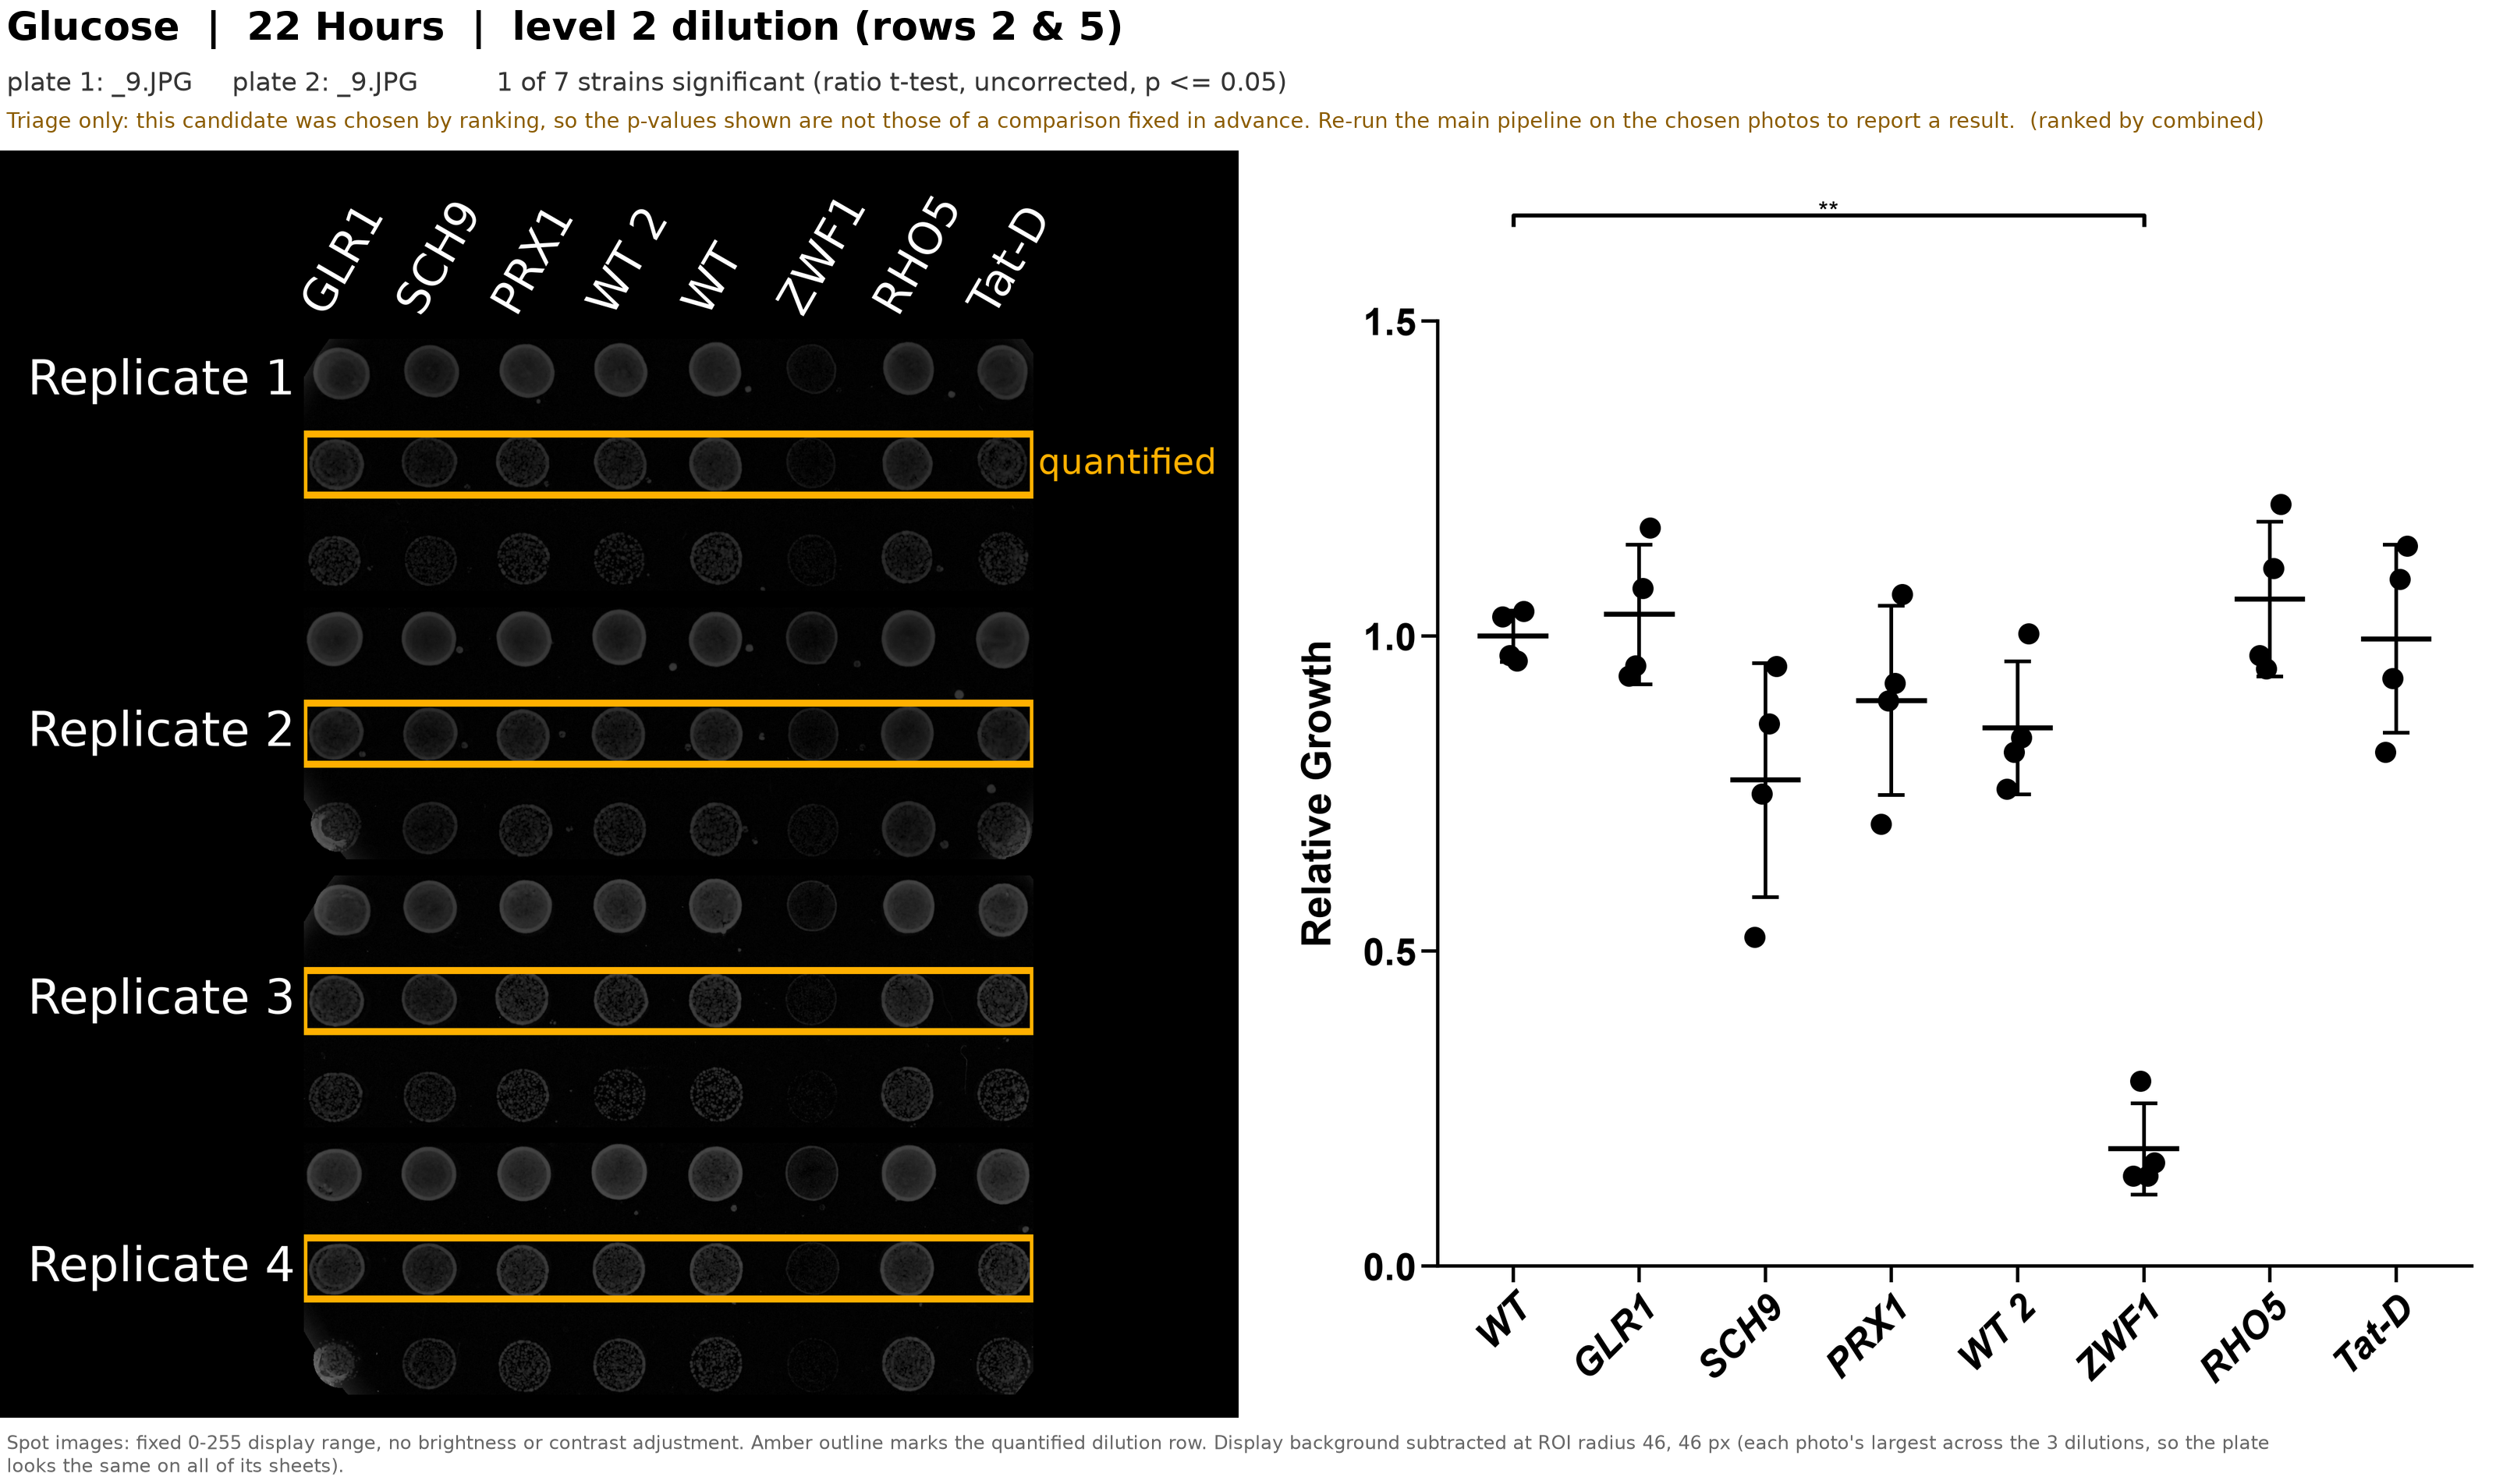 Glucose | 22 Hours | level 2 dilution (rows 2 & 5)
plate 1: _9.JPG plate 2: _9.JPG 1 of 7 strains significant (ratio t-test, uncorrected, p <= 0.05)
Triage only: this candidate was chosen by ranking, so the p-values shown are not those of a comparison fixed in advance. Re-run the main pipeline on the chosen photos to report a result. (ranked by combined)
GLR1 SCH9 PRX1 WT 2 WT ZWF1 RHO5 Tat-D
Replicate 1
quantified
Replicate 2
Replicate 3
Replicate 4
**
1.5
1.0
0.5
0.0
Relative Growth
WT GLR1 SCH9 PRX1 WT 2 ZWF1 RHO5 Tat-D
Spot images: fixed 0-255 display range, no brightness or contrast adjustment. Amber outline marks the quantified dilution row. Display background subtracted at ROI radius 46, 46 px (each photo's largest across the 3 dilutions, so the plate
looks the same on all of its sheets).